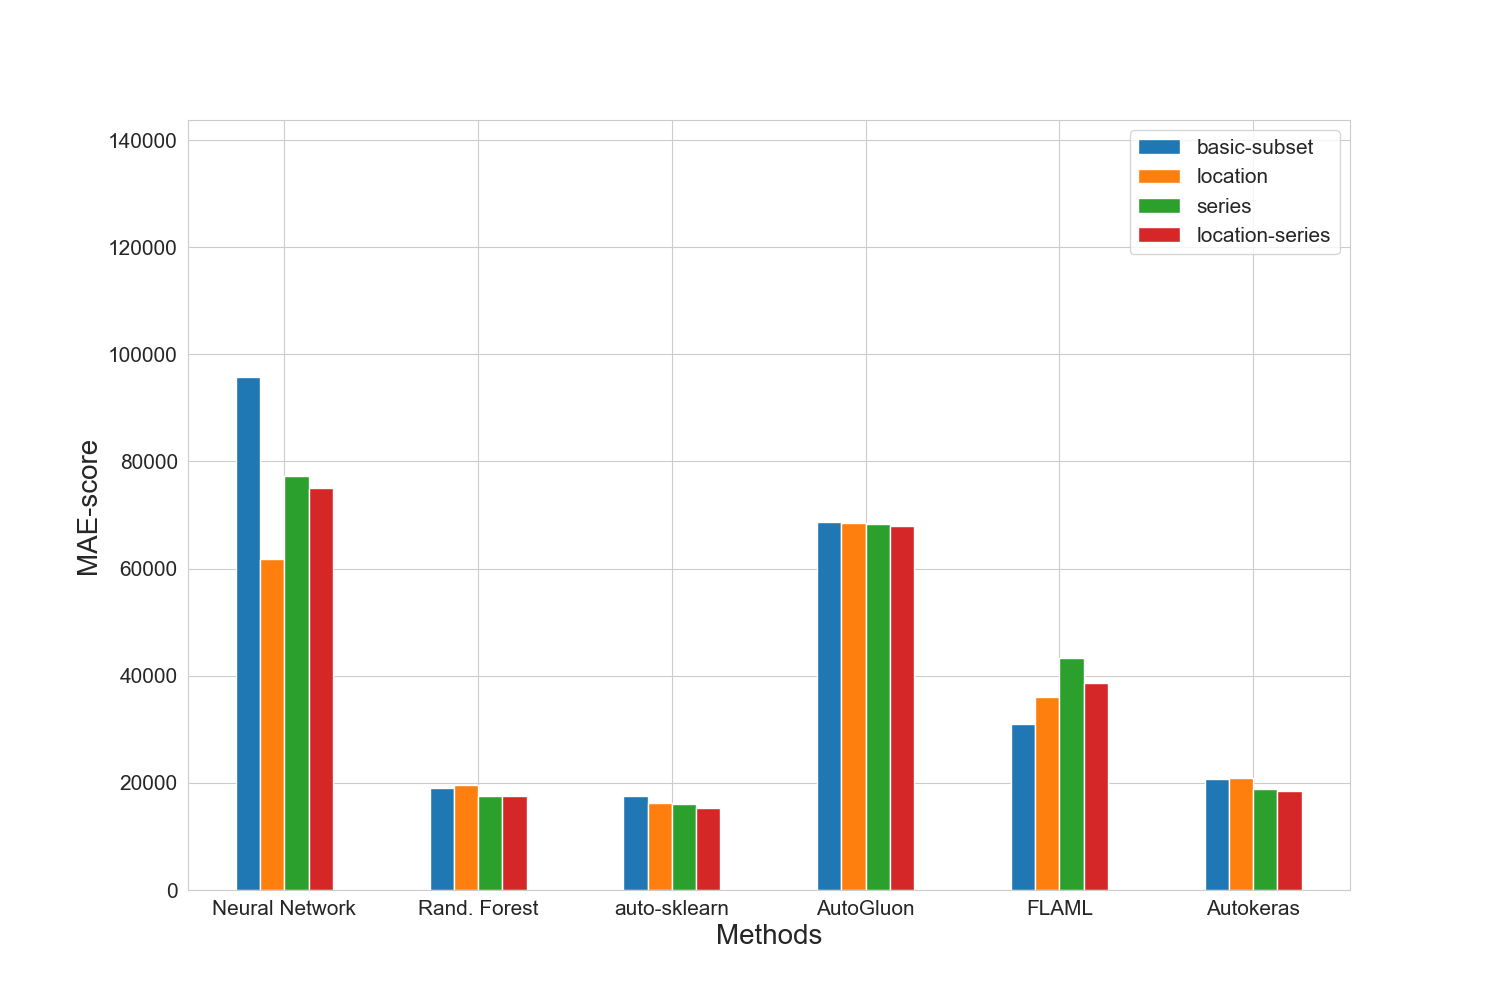 140000
120000
100000
80000
60000
40000
20000
0
MAE-score
basic-subset
location
series
location-series
Neural Network Rand. Forest auto-sklearn AutoGluon FLAML Autokeras
Methods